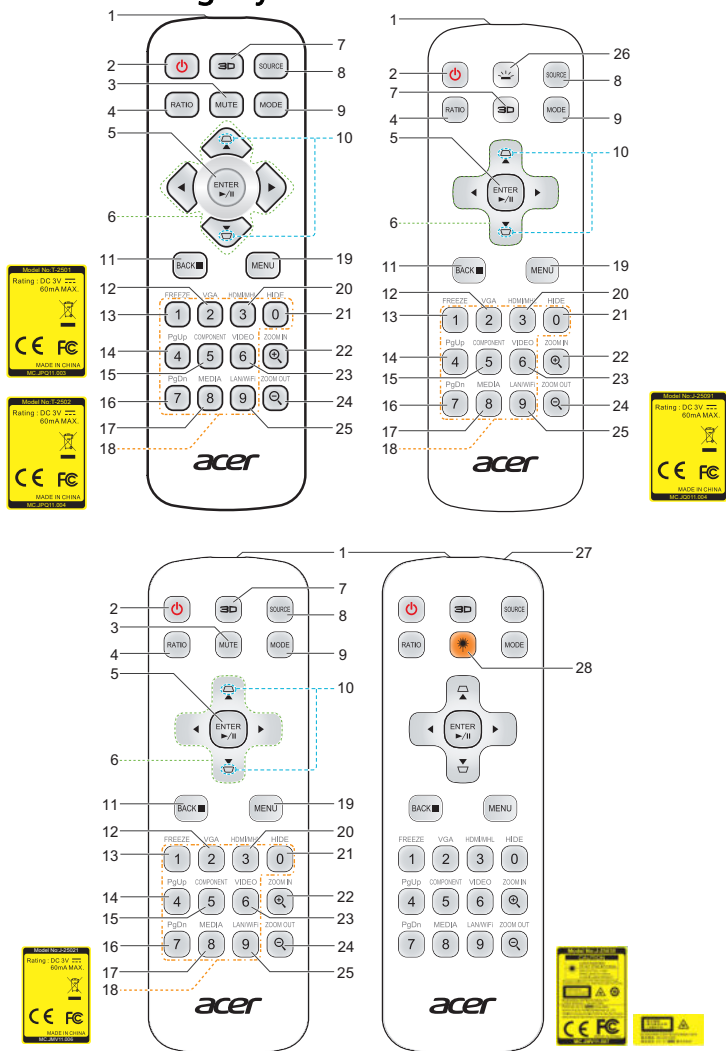 1
7
2
3D
SOURCE
8
3
RATIO
MUTE
MODE
4
9
5
10
ENTER
6
11
BACK
MENU
19
12
FREEZE
VGA
HDMI/MHL
HIDE
20
13
1
2
3
0
21
PgUp
COMPONENT
VIDEO
ZOOM IN
14
4
5
6
22
15
23
PgDn
MEDIA
LAN/WiFi
ZOOM OUT
16
7
8
9
24
17
25
18
acer
Model No:T-2501
Rating : DC 3V
60mA MAX.
CE FC
MADE IN CHINA
MC.JPQ11.003
Model No:T-2502
Rating : DC 3V
60mA MAX.
CE FC
MADE IN CHINA
MC.JPQ11.004
1
26
2
SOURCE
8
7
RATIO
3D
MODE
4
9
5
10
ENTER
6
11
BACK
MENU
19
12
FREEZE
VGA
HDMI/MHL
HIDE
20
13
1
2
3
0
21
PgUp
COMPONENT
VIDEO
ZOOM IN
14
4
5
6
22
15
23
PgDn
MEDIA
LAN/WiFi
ZOOM OUT
16
7
8
9
24
17
25
18
acer
Model No:J-25091
Rating : DC 3V
60mA MAX.
CE FC
MADE IN CHINA
MC.JQ011.004
1
7
2
3D
SOURCE
8
3
RATIO
MUTE
MODE
4
9
5
10
ENTER
6
11
BACK
MENU
19
12
FREEZE
VGA
HDMI/MHL
HIDE
20
13
1
2
3
0
21
PgUp
COMPONENT
VIDEO
ZOOM IN
14
4
5
6
22
15
23
PgDn
MEDIA
LAN/WiFi
ZOOM OUT
16
7
8
9
24
17
25
18
acer
Model No:J-25021
Rating : DC 3V
60mA MAX.
CE FC
MADE IN CHINA
MC.JMV11.006
27
3D
SOURCE
RATIO
MODE
28
ENTER
BACK
MENU
FREEZE
VGA
HDMI/MHL
HIDE
1
2
3
0
PgUp
COMPONENT
VIDEO
ZOOM IN
4
5
6
PgDn
MEDIA
LAN/WiFi
ZOOM OUT
7
8
9
acer
CAUTION
CE FC